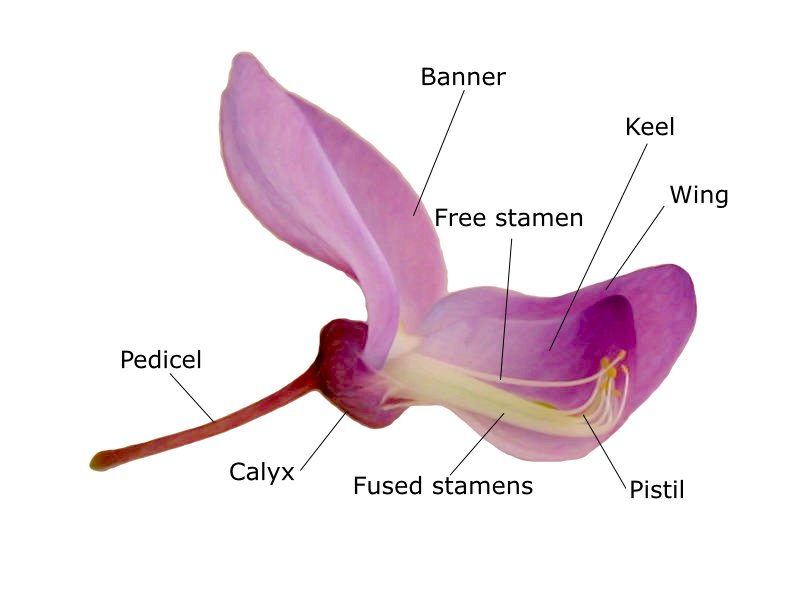 Banner
Keel
Wing
Free stamen
Pedicel
Calyx
Fused stamens
Pistil